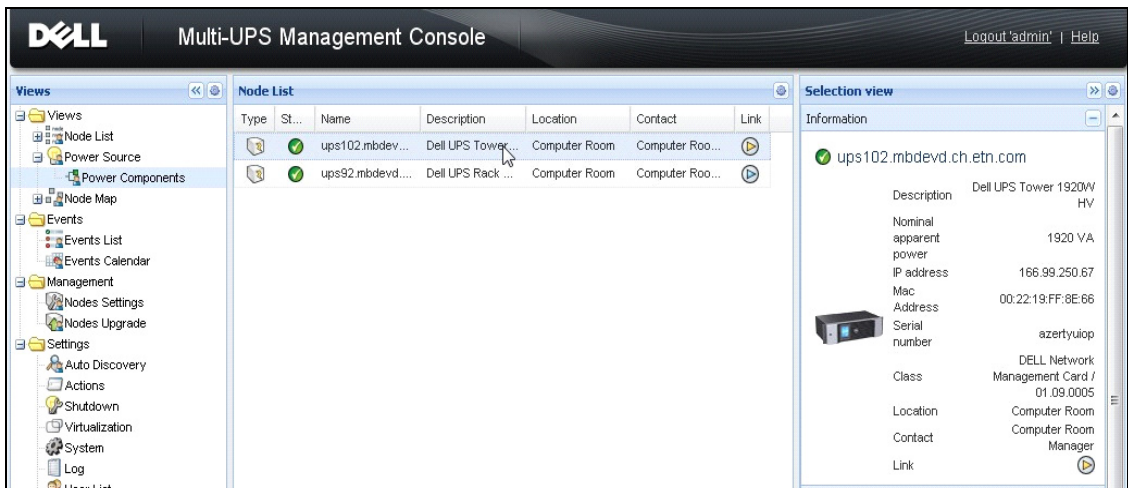 DELL
Multi-UPS Management Console
Logout 'admin' | Help
Views
Views
Node List
Power Source
Power Components
Node Map
Events
Events List
Events Calendar
Management
Nodes Settings
Nodes Upgrade
Settings
Auto Discovery
Actions
Shutdown
Virtualization
System
Log
User List
Node List
Type St... Name Description Location Contact Link
ups102.mbdev... Dell UPS Tower... Computer Room Computer Roo...
ups92.mbdevd.... Dell UPS Rack ... Computer Room Computer Roo...
Selection view
Information
ups102.mbdevd.ch.etn.com
Description Dell UPS Tower 1920W
HV
Nominal
apparent
power 1920 VA
IP address 166.99.250.67
Mac
Address 00:22:19:FF:8E:66
Serial
number azertyuiop
Class DELL Network
Management Card /
01.09.0005
Location Computer Room
Contact Computer Room
Manager
Link